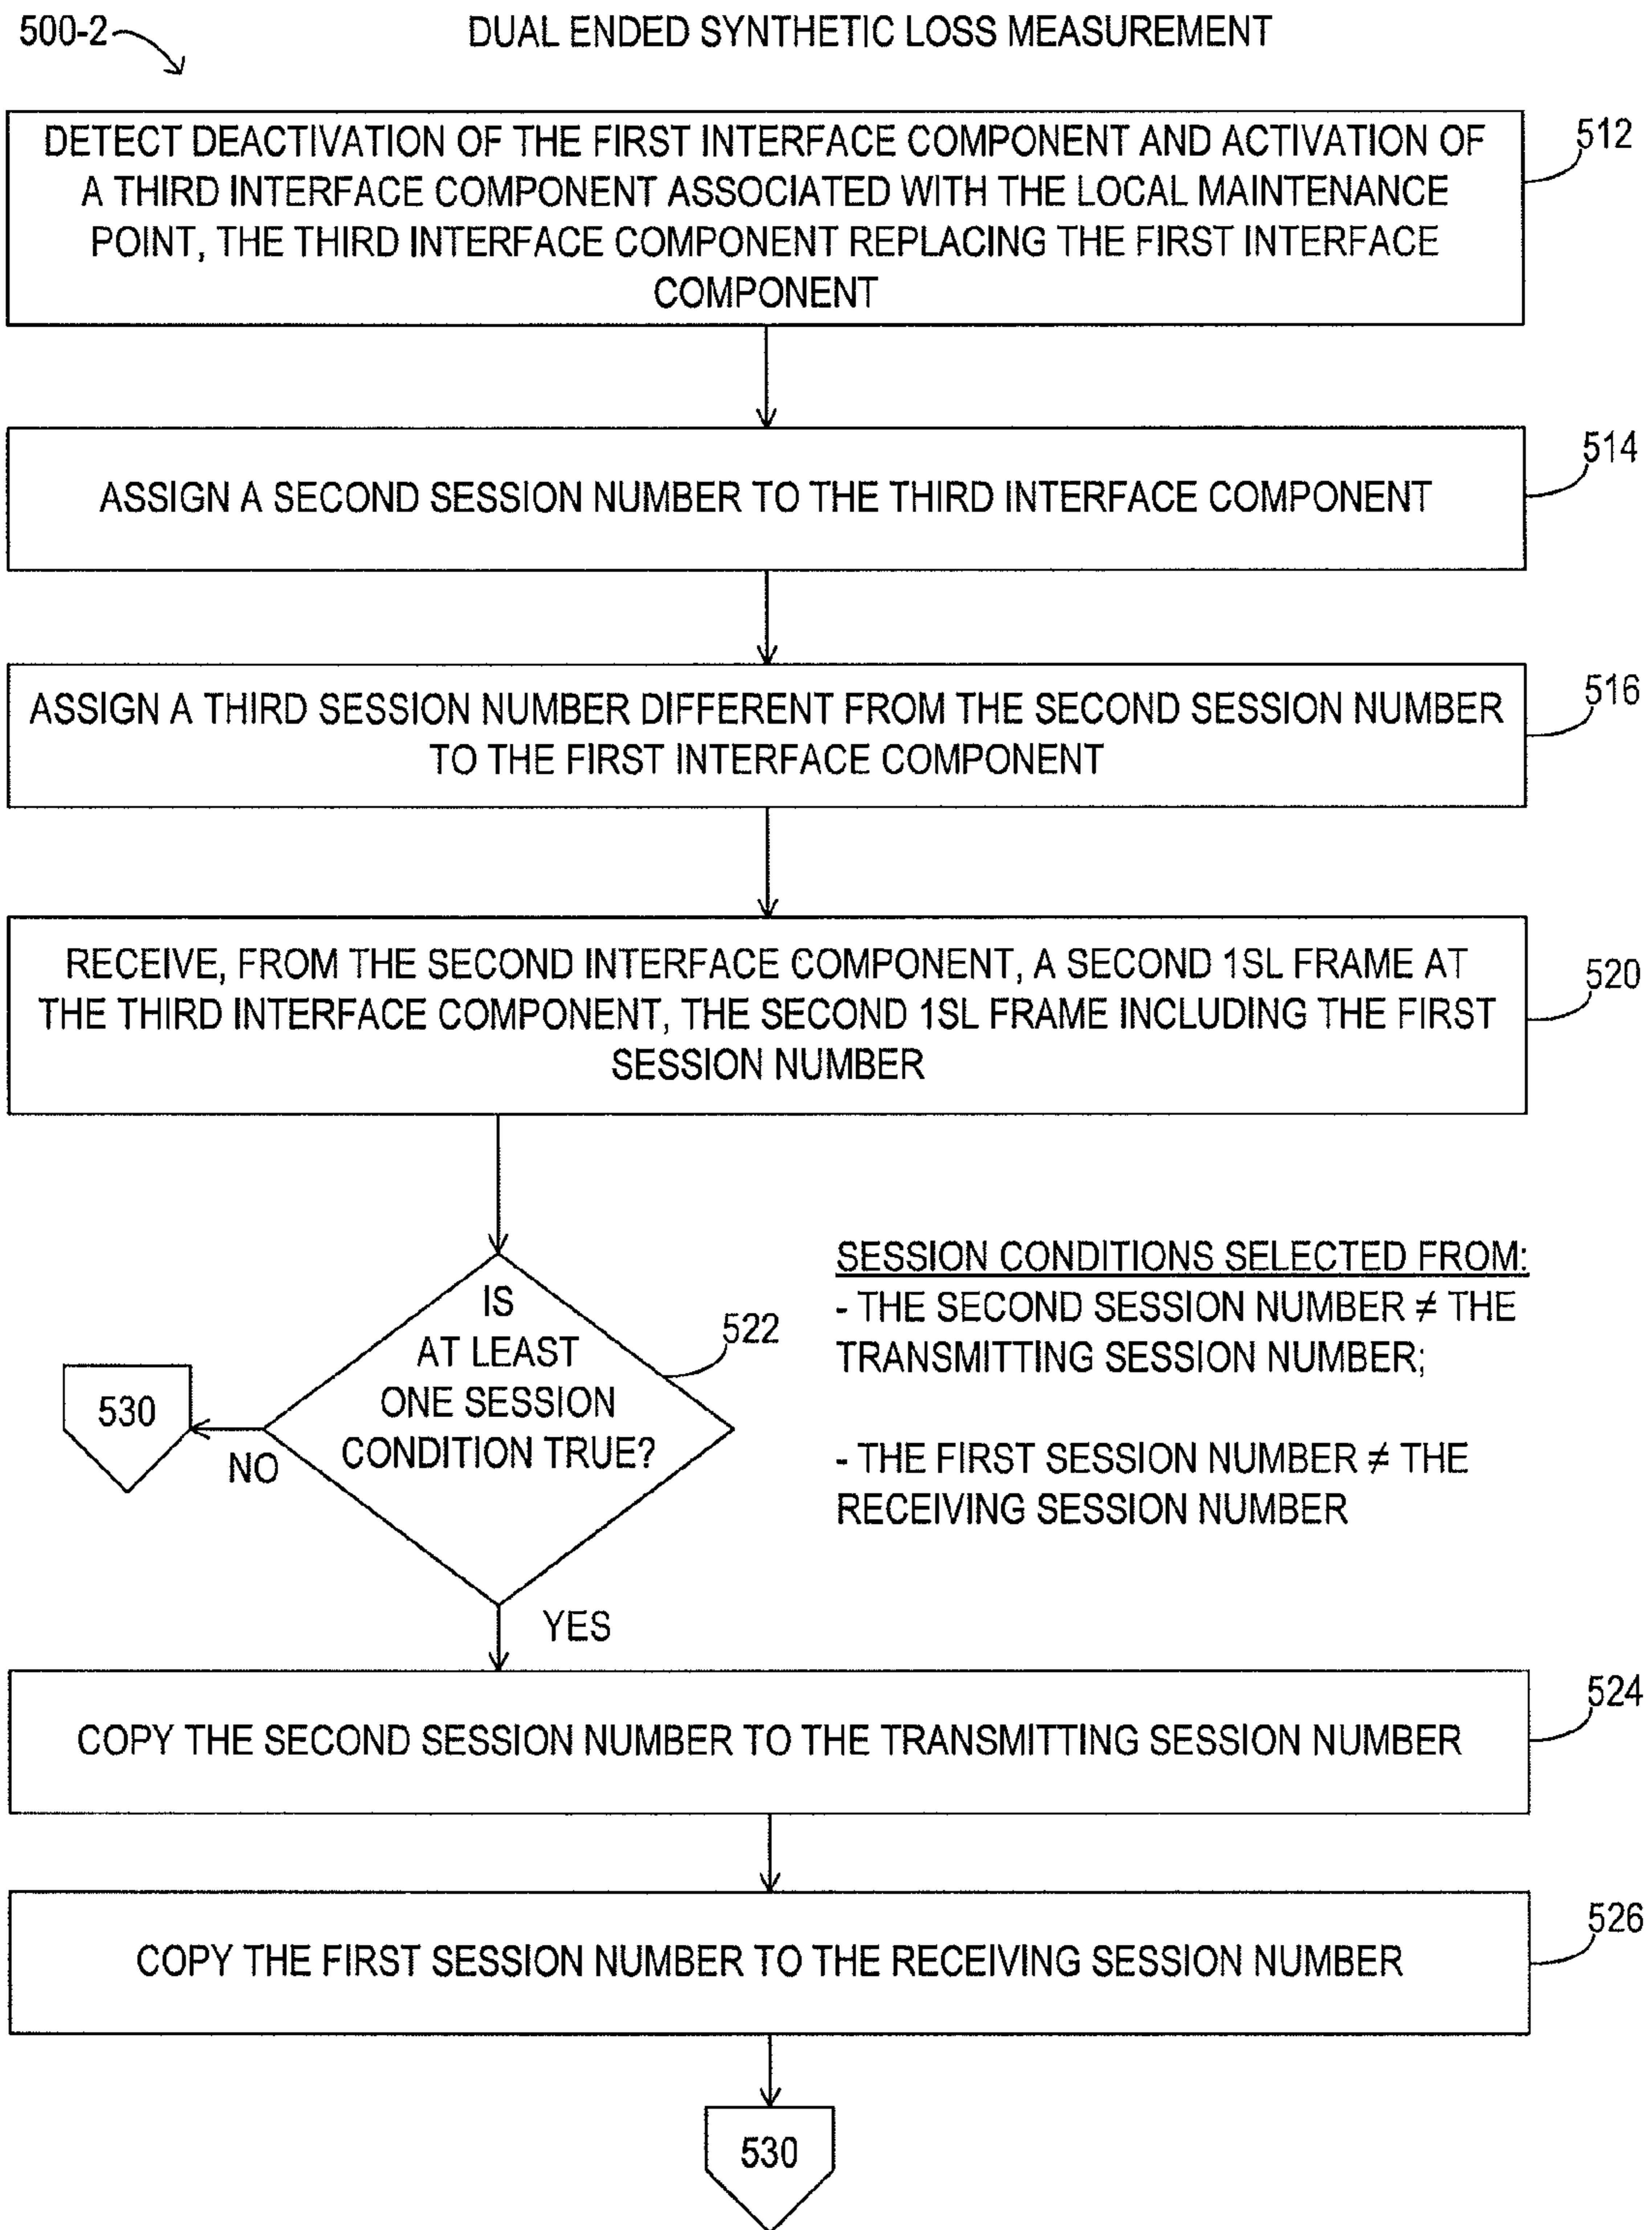 500-2
DUAL ENDED SYNTHETIC LOSS MEASUREMENT
DETECT DEACTIVATION OF THE FIRST INTERFACE COMPONENT AND ACTIVATION OF
A THIRD INTERFACE COMPONENT ASSOCIATED WITH THE LOCAL MAINTENANCE
POINT, THE THIRD INTERFACE COMPONENT REPLACING THE FIRST INTERFACE
COMPONENT
512
ASSIGN A SECOND SESSION NUMBER TO THE THIRD INTERFACE COMPONENT
514
ASSIGN A THIRD SESSION NUMBER DIFFERENT FROM THE SECOND SESSION NUMBER
TO THE FIRST INTERFACE COMPONENT
516
RECEIVE, FROM THE SECOND INTERFACE COMPONENT, A SECOND 1SL FRAME AT
THE THIRD INTERFACE COMPONENT, THE SECOND 1SL FRAME INCLUDING THE FIRST
SESSION NUMBER
520
IS
AT LEAST
ONE SESSION
CONDITION TRUE?
522
530
NO
YES
SESSION CONDITIONS SELECTED FROM:
- THE SECOND SESSION NUMBER ≠ THE
TRANSMITTING SESSION NUMBER;
- THE FIRST SESSION NUMBER ≠ THE
RECEIVING SESSION NUMBER
COPY THE SECOND SESSION NUMBER TO THE TRANSMITTING SESSION NUMBER
524
COPY THE FIRST SESSION NUMBER TO THE RECEIVING SESSION NUMBER
526
530